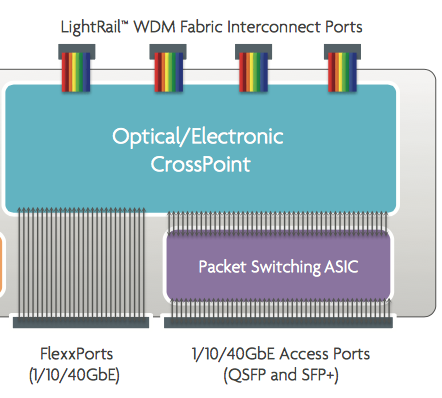 LightRail™ WDM Fabric Interconnect Ports
Optical/Electronic
CrossPoint
Packet Switching ASIC
FlexxPorts
(1/10/40GbE)
1/10/40GbE Access Ports
(QSFP and SFP+)